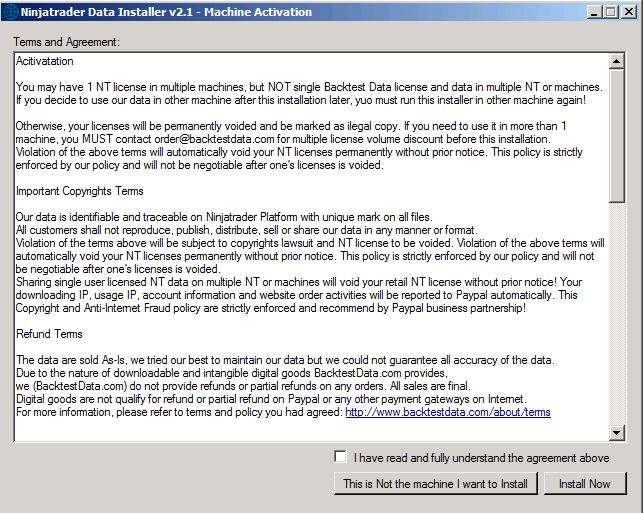 Ninjatrader Data Installer v2.1 - Machine Activation
Terms and Agreement:
Acitivatation
You may have 1 NT license in multiple machines, but NOT single Backtest Data license and data in multiple NT or machines.
If you decide to use our data in other machine after this installation later, yuo must run this installer in other machine again!
Otherwise, your licenses will be permanently voided and be marked as ilegal copy. If you need to use it in more than 1
machine, you MUST contact order@backtestdata.com for multiple license volume discount before this installation.
Violation of the above terms will automatically void your NT licenses permanently without prior notice. This policy is strictly
enforced by our policy and will not be negotiable after one's licenses is voided.
Important Copyrights Terms
Our data is identifiable and traceable on Ninjatrader Platform with unique mark on all files.
All customers shall not reproduce, publish, distribute, sell or share our data in any manner or format.
Violation of the terms above will be subject to copyrights lawsuit and NT license to be voided. Violation of the above terms will
automatically void your NT licenses permanently without prior notice. This policy is strictly enforced by our policy and will not
be negotiable after one's licenses is voided.
Sharing single user licensed NT data on multiple NT or machines will void your retail NT license without prior notice! Your
downloading IP, usage IP, account information and website order activities will be reported to Paypal automatically. This
Copyright and Anti-Internet Fraud policy are strictly enforced and recommend by Paypal business partnership!
Refund Terms
The data are sold As-Is, we tried our best to maintain our data but we could not guarantee all accuracy of the data.
Due to the nature of downloadable and intangible digital goods BacktestData.com provides,
we (BacktestData.com) do not provide refunds or partial refunds on any orders. All sales are final.
Digital goods are not qualify for refund or partial refund on Paypal or any other payment gateways on Internet.
For more information, please refer to terms and policy you had agreed: http://www.backtestdata.com/about/terms
I have read and fully understand the agreement above
This is Not the machine I want to Install
Install Now